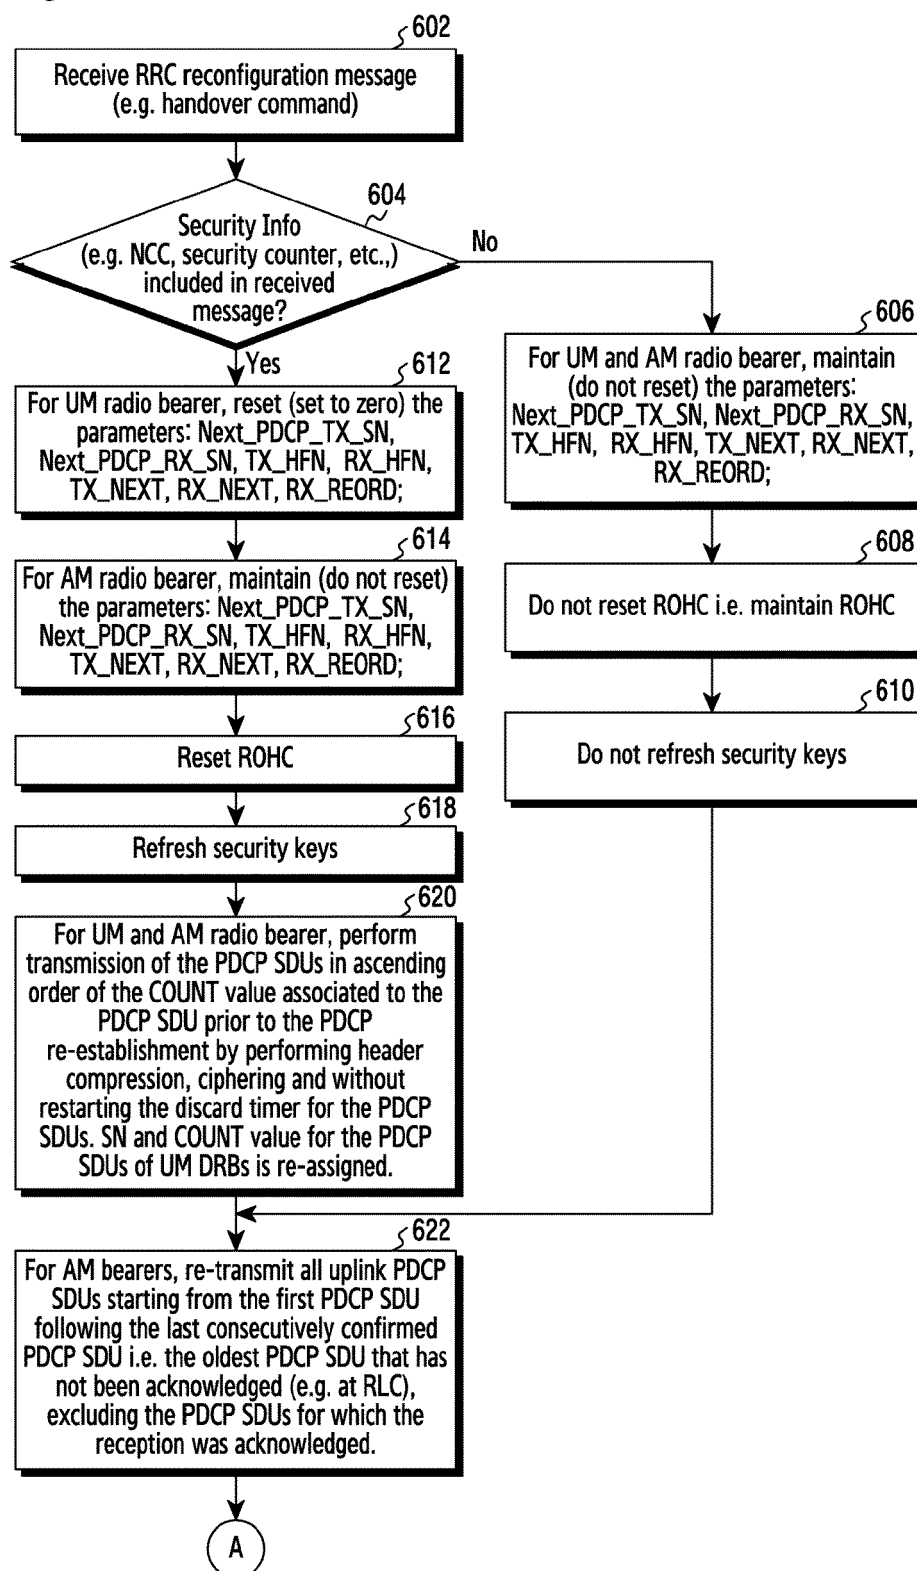 602
Receive RRC reconfiguration message
(e.g. handover command)
604
Security Info
(e.g. NCC, security counter, etc.,)
included in received
message?
No
Yes
606
For UM and AM radio bearer, maintain
(do not reset) the parameters:
Next_PDCP_TX_SN, Next_PDCP_RX_SN,
TX_HFN, RX_HFN, TX_NEXT, RX_NEXT,
RX_REORD;
608
Do not reset ROHC i.e. maintain ROHC
610
Do not refresh security keys
612
For UM radio bearer, reset (set to zero) the
parameters: Next_PDCP_TX_SN,
Next_PDCP_RX_SN, TX_HFN, RX_HFN,
TX_NEXT, RX_NEXT, RX_REORD;
614
For AM radio bearer, maintain (do not reset)
the parameters: Next_PDCP_TX_SN,
Next_PDCP_RX_SN, TX_HFN, RX_HFN,
TX_NEXT, RX_NEXT, RX_REORD;
616
Reset ROHC
618
Refresh security keys
620
For UM and AM radio bearer, perform
transmission of the PDCP SDUs in ascending
order of the COUNT value associated to the
PDCP SDU prior to the PDCP
re-establishment by performing header
compression, ciphering and without
restarting the discard timer for the PDCP
SDUs. SN and COUNT value for the PDCP
SDUs of UM DRBs is re-assigned.
622
For AM bearers, re-transmit all uplink PDCP
SDUs starting from the first PDCP SDU
following the last consecutively confirmed
PDCP SDU i.e. the oldest PDCP SDU that has
not been acknowledged (e.g. at RLC),
excluding the PDCP SDUs for which the
reception was acknowledged.
A